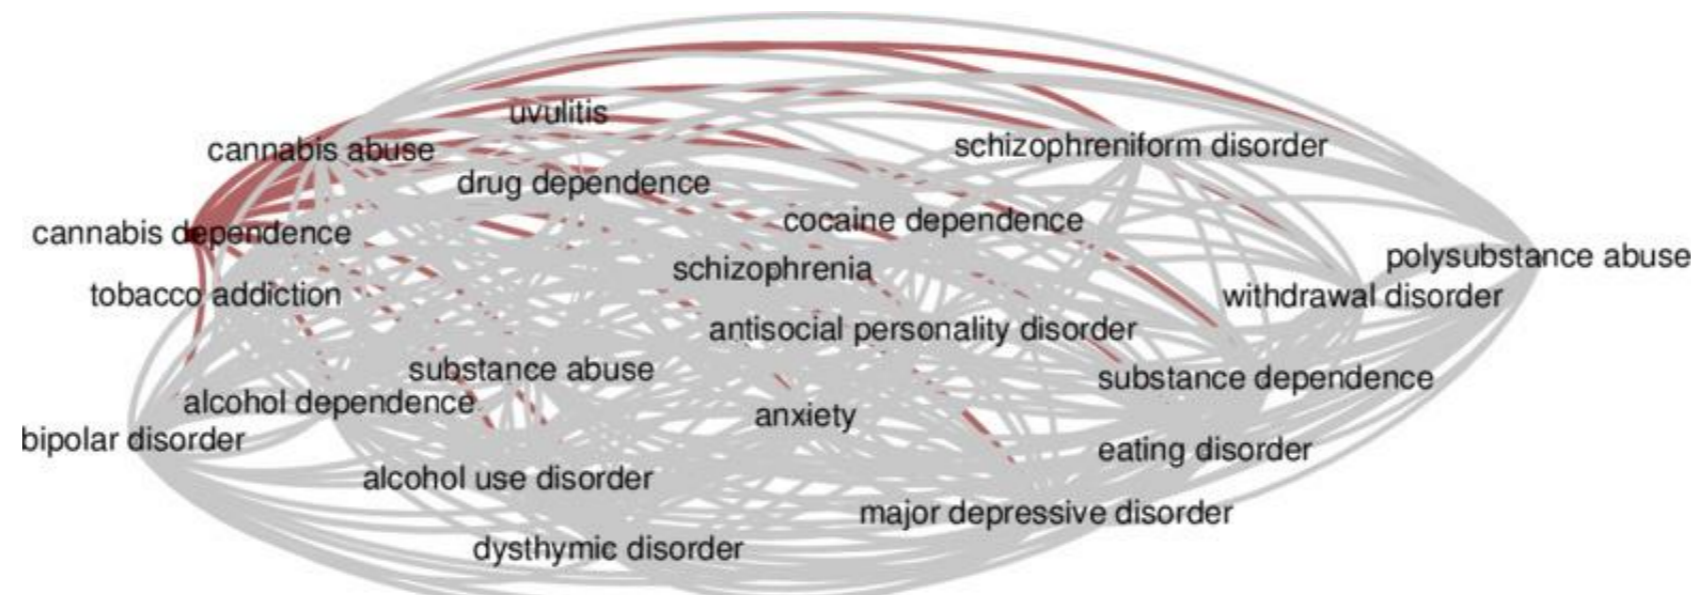 uvulitis
cannabis abuse
schizophreniform disorder
drug dependence
cocaine dependence
cannabis dependence
polysubstance abuse
schizophrenia
tobacco addiction
withdrawal disorder
antisocial personality disorder
substance abuse
substance dependence
alcohol dependence
anxiety
bipolar disorder
eating disorder
alcohol use disorder
major depressive disorder
dysthymic disorder